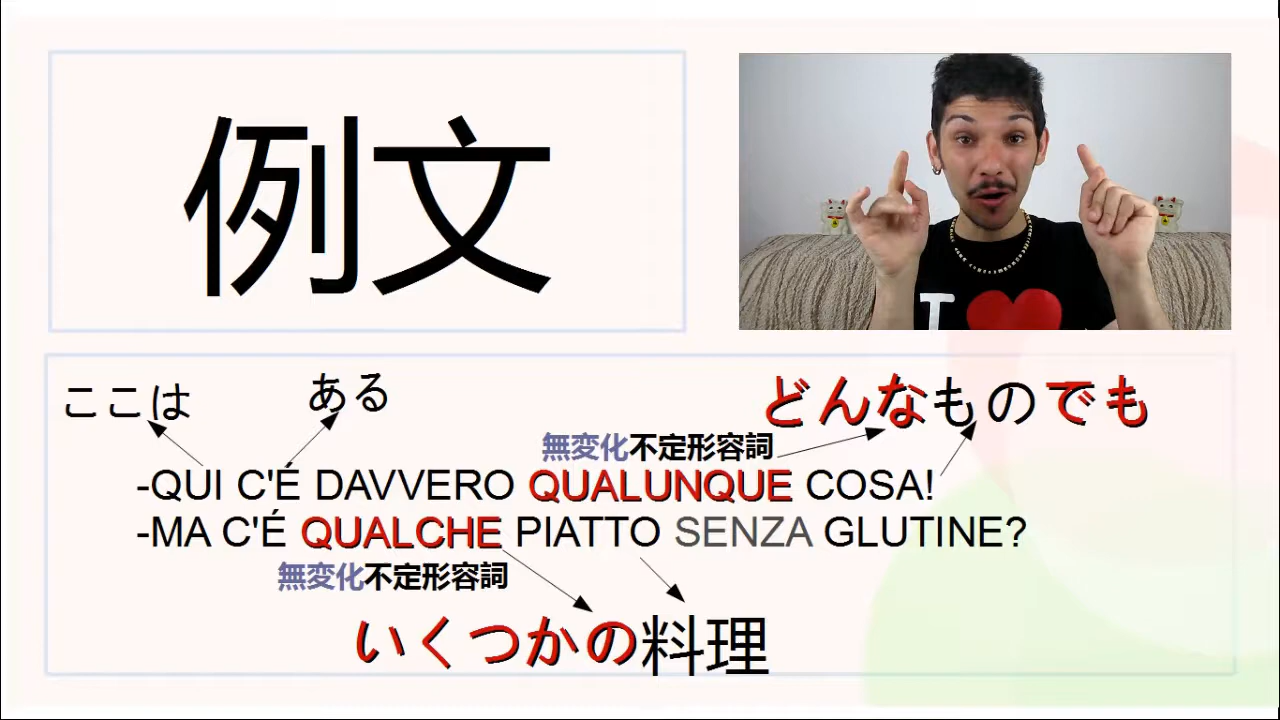 例文
I
ここは
ある
どんなものでも
無変化不定形容詞
-QUI C'É DAVVERO QUALUNQUE COSA!
-MA C'É QUALCHE PIATTO SENZA GLUTINE?
無変化不定形容詞
いくつかの料理